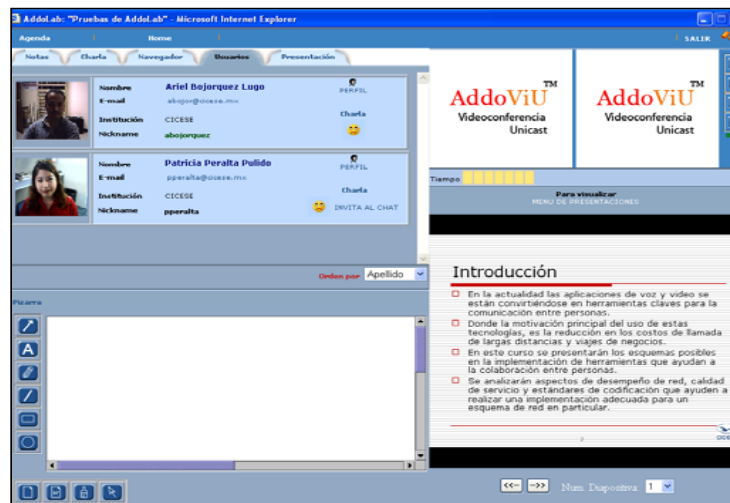 AddoLab: "Pruebas de AddoLab" - Microsoft Internet Explorer
Agenda
Home
SALIR
Notas
Charla
Navegador
Usuarios
Presentación
Nombre Ariel Bojorquez Lugo
E-mail abojor@cicese.mx
Institución CICESE
Nickname abojorquez
PERFIL
Charla
Nombre Patricia Peralta Pulido
E-mail pperalta@cicese.mx
Institución CICESE
Nickname pperalta
PERFIL
Charla
INVITA AL CHAT
Orden por Apellido
Pizarra
A
AddoViU™
Videoconferencia
Unicast
AddoViU™
Videoconferencia
Unicast
Tiempo
Para visualizar
MENU DE PRESENTACIONES
Introducción
En la actualidad las aplicaciones de voz y video se
están convirtiéndose en herramientas claves para la
comunicación entre personas.
Donde la motivación principal del uso de estas
tecnologías, es la reducción en los costos de llamada
de largas distancias y viajes de negocios.
En este curso se presentarán los esquemas posibles
en la implementación de herramientas que ayudan a
la colaboración entre personas.
Se analizarán aspectos de desempeño de red, calidad
de servicio y estándares de codificación que ayuden a
realizar una implementación adecuada para un
esquema de red en particular.
<<-
->>
Num. Diapositiva: 1